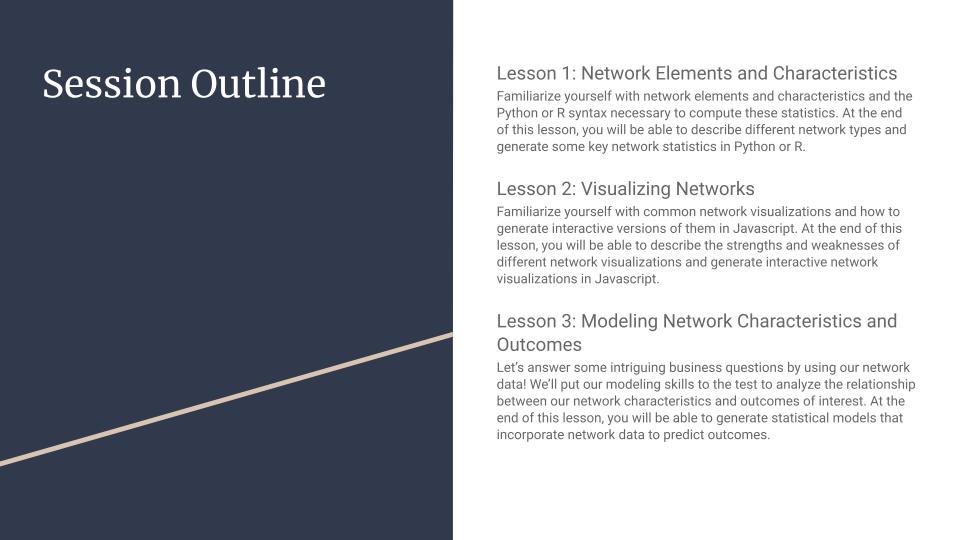 Session Outline
Lesson 1: Network Elements and Characteristics
Familiarize yourself with network elements and characteristics and the
Python or R syntax necessary to compute these statistics. At the end
of this lesson, you will be able to describe different network types and
generate some key network statistics in Python or R.
Lesson 2: Visualizing Networks
Familiarize yourself with common network visualizations and how to
generate interactive versions of them in Javascript. At the end of this
lesson, you will be able to describe the strengths and weaknesses of
different network visualizations and generate interactive network
visualizations in Javascript.
Lesson 3: Modeling Network Characteristics and
Outcomes
Let’s answer some intriguing business questions by using our network
data! We’ll put our modeling skills to the test to analyze the relationship
between our network characteristics and outcomes of interest. At the
end of this lesson, you will be able to generate statistical models that
incorporate network data to predict outcomes.